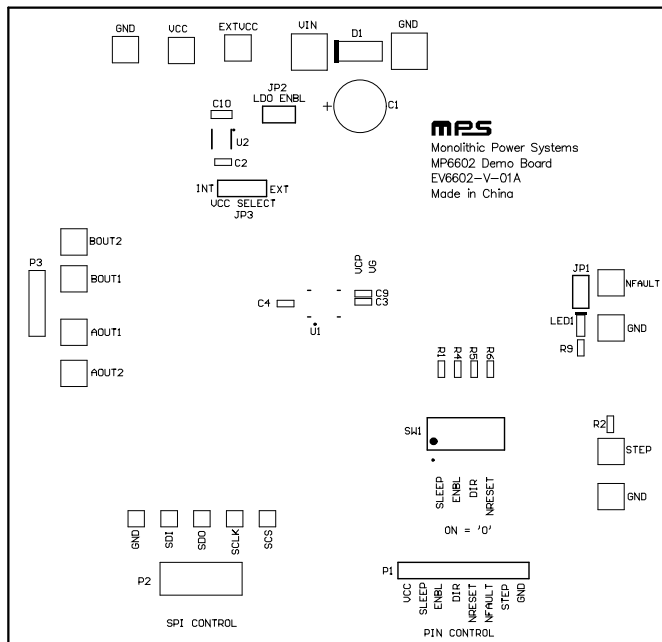 GND
VCC
EXTVCC
VIN
D1
GND
C10
JP2
LDO ENBL
+
C1
U2
C2
INT
EXT
VCC SELECT
JP3
mps
Monolithic Power Systems
MP6602 Demo Board
EV6602-V-01A
Made in China
P3
BOUT2
BOUT1
AOUT1
AOUT2
VCP
VG
C4
C9
C3
U1
JP1
NFAULT
LED1
GND
R9
R1
R4
R5
R6
SW1
SLEEP
ENBL
DIR
NRESET
ON = '0'
R2
STEP
GND
GND
SDI
SDO
SCLK
SCS
P2
SPI CONTROL
P1
VCC
SLEEP
ENBL
DIR
NRESET
NFAULT
STEP
GND
PIN CONTROL